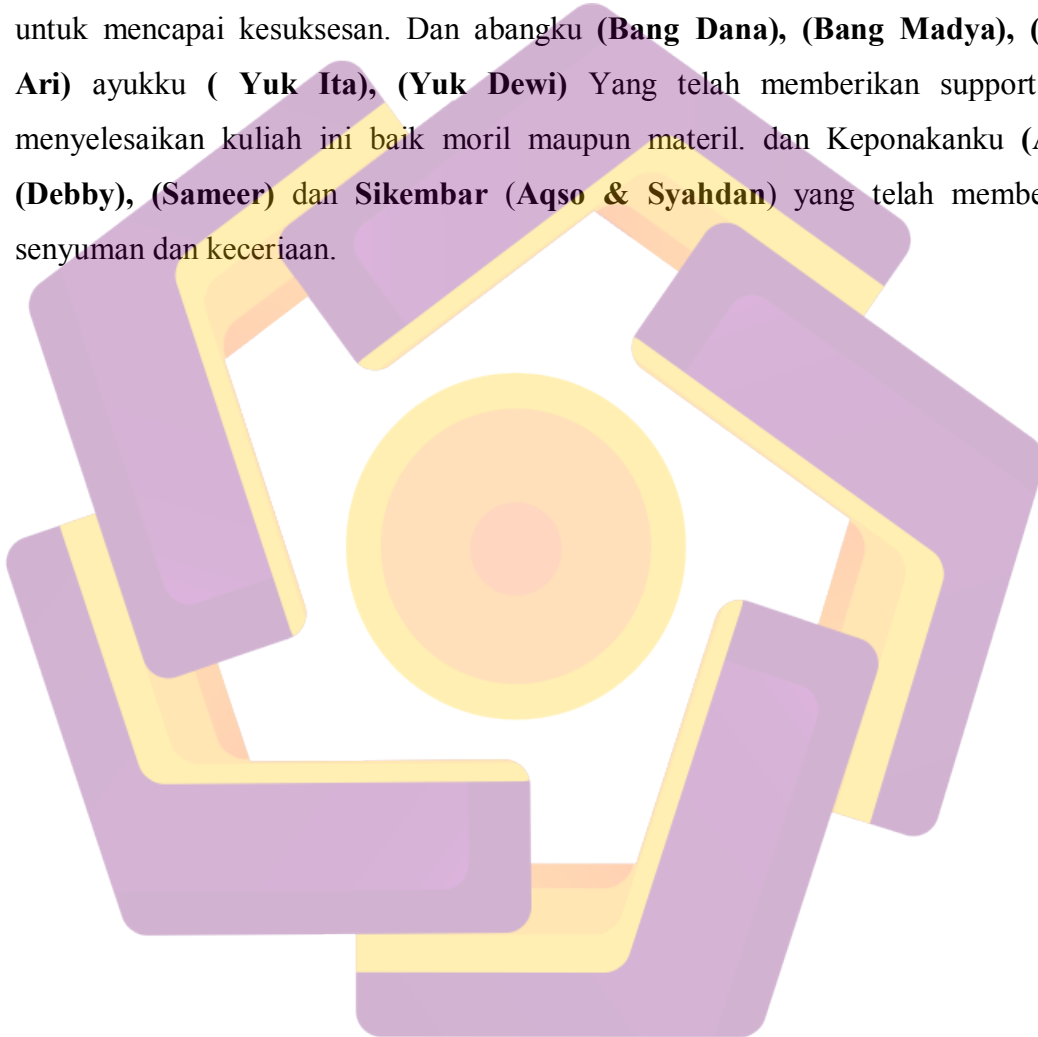 untuk mencapai kesuksesan. Dan abangku (Bang Dana), (Bang Madya), (
Ari) ayukku ( Yuk Ita), (Yuk Dewi) Yang telah memberikan support
menyelesaikan kuliah ini baik moril maupun materil. dan Keponakanku
(Debby), (Sameer) dan Sikembar (Aqso & Syahdan) yang telah
senyuman dan keceriaan.